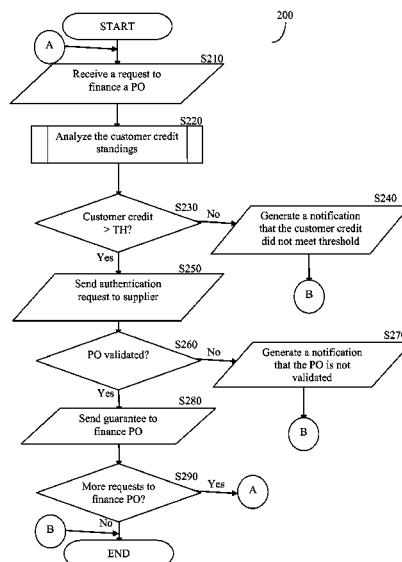 START
200
A
S210
Receive a request to
finance a PO
S220
Analyze the customer credit
standings
S230
Customer credit
> TH?
No
S240
Generate a notification
that the customer credit
did not meet threshold
Yes
S250
B
Send authentication
request to supplier
S260
PO validated?
No
S270
Generate a notification
that the PO is not
validated
Yes
S280
Send guarantee to
finance PO
B
S290
More requests to
finance PO?
Yes
A
B
No
END